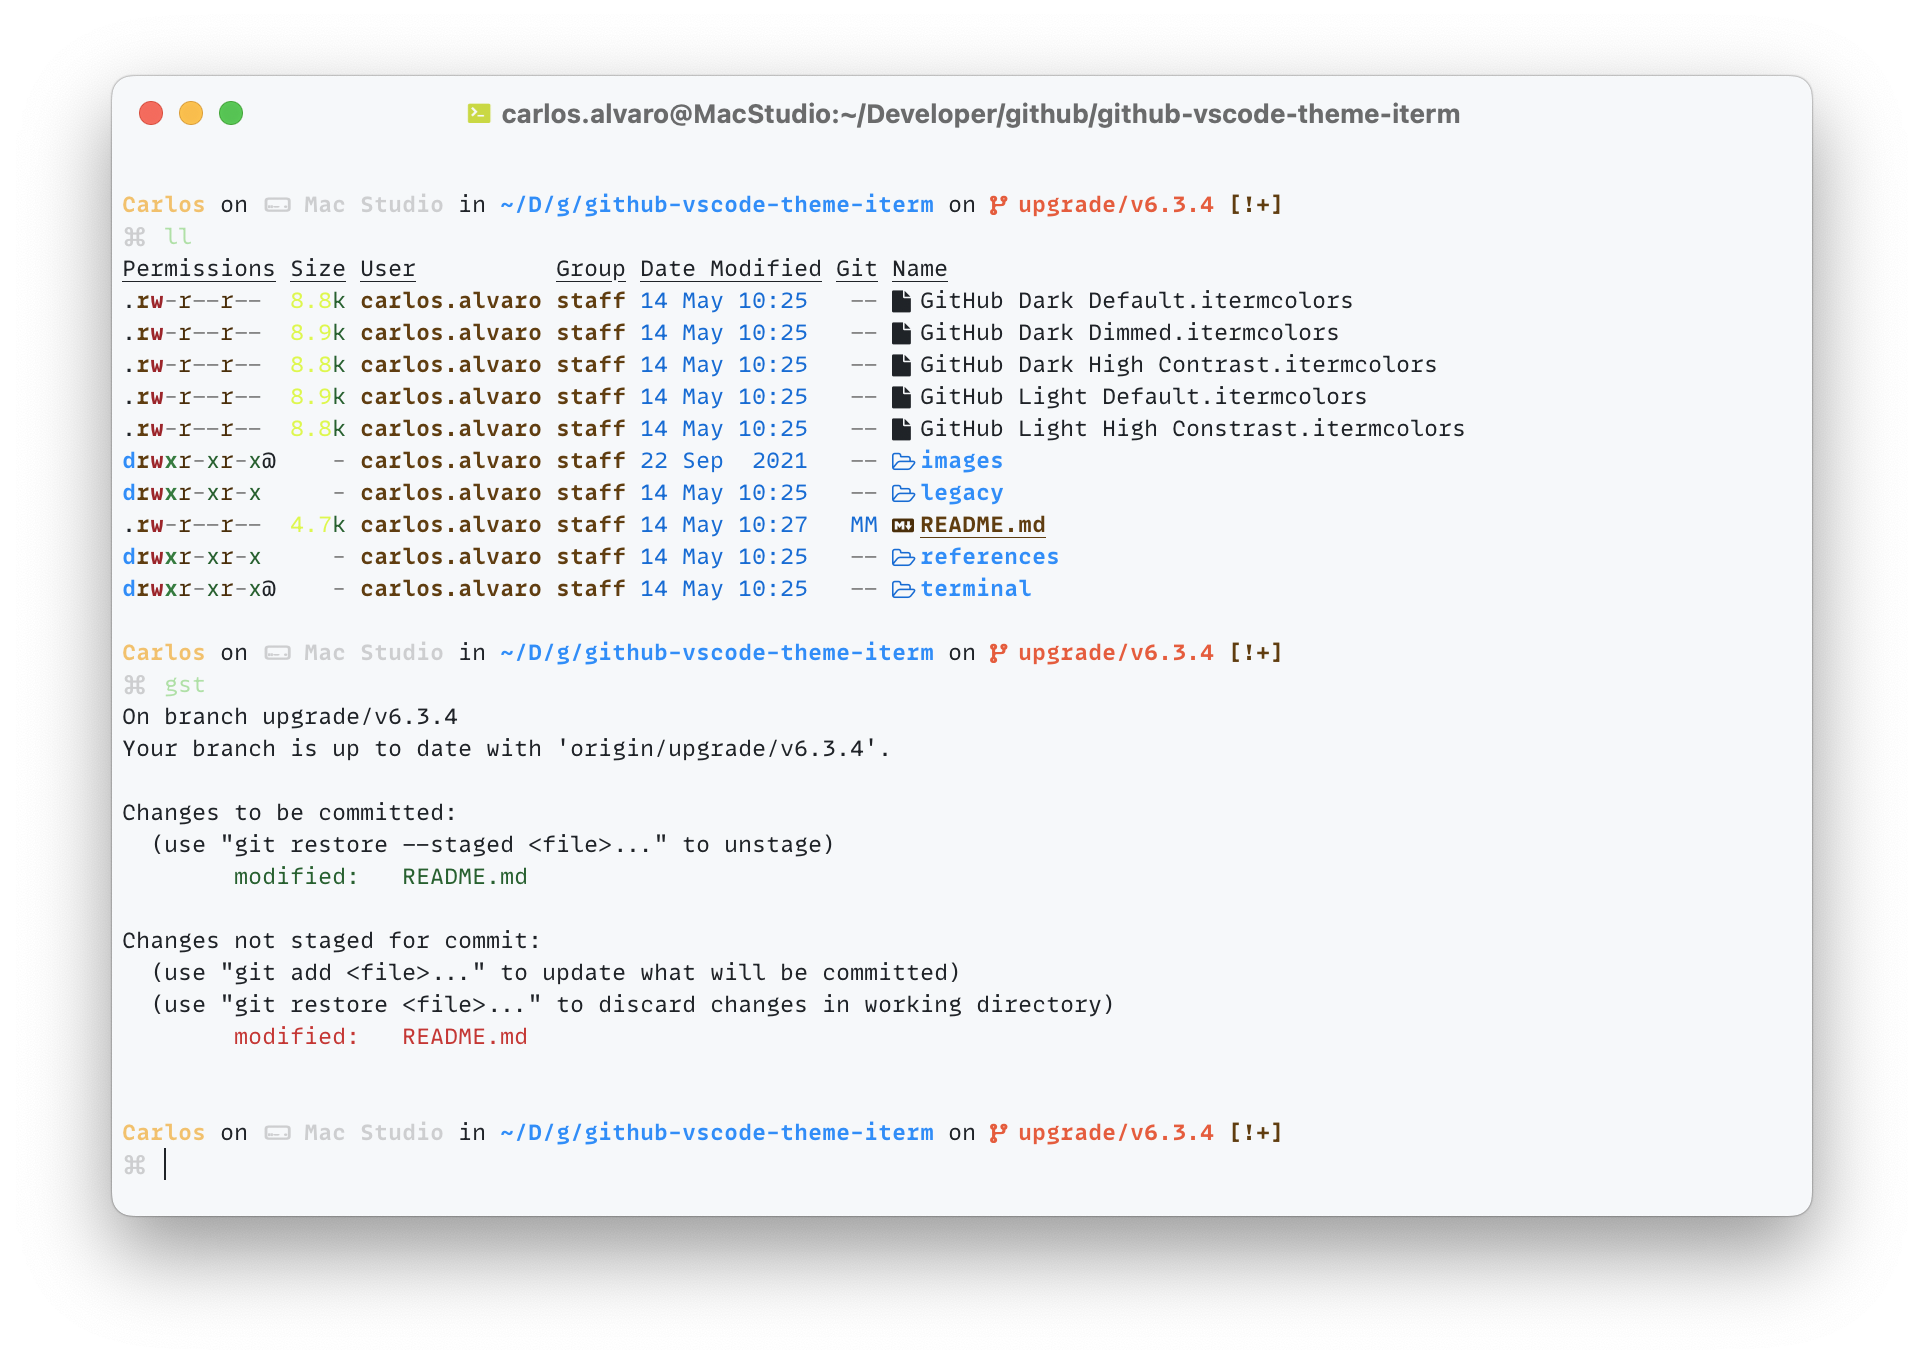 carlos.alvaro@MacStudio:~/Developer/github/github-vscode-theme-iterm
Carlos on Mac Studio in ~/D/g/github-vscode-theme-iterm on upgrade/v6.3.4 [!+]
⌘ ll
Permissions Size User Group Date Modified Git Name
.rw-r--r-- 8.8k carlos.alvaro staff 14 May 10:25 -- GitHub Dark Default.itermcolors
.rw-r--r-- 8.9k carlos.alvaro staff 14 May 10:25 -- GitHub Dark Dimmed.itermcolors
.rw-r--r-- 8.8k carlos.alvaro staff 14 May 10:25 -- GitHub Dark High Contrast.itermcolors
.rw-r--r-- 8.9k carlos.alvaro staff 14 May 10:25 -- GitHub Light Default.itermcolors
.rw-r--r-- 8.8k carlos.alvaro staff 14 May 10:25 -- GitHub Light High Constrast.itermcolors
drwxr-xr-x@ - carlos.alvaro staff 22 Sep 2021 -- images
drwxr-xr-x - carlos.alvaro staff 14 May 10:25 -- legacy
.rw-r--r-- 4.7k carlos.alvaro staff 14 May 10:27 MM README.md
drwxr-xr-x - carlos.alvaro staff 14 May 10:25 -- references
drwxr-xr-x@ - carlos.alvaro staff 14 May 10:25 -- terminal
Carlos on Mac Studio in ~/D/g/github-vscode-theme-iterm on upgrade/v6.3.4 [!+]
⌘ gst
On branch upgrade/v6.3.4
Your branch is up to date with 'origin/upgrade/v6.3.4'.
Changes to be committed:
(use "git restore --staged <file>..." to unstage)
modified: README.md
Changes not staged for commit:
(use "git add <file>..." to update what will be committed)
(use "git restore <file>..." to discard changes in working directory)
modified: README.md
Carlos on Mac Studio in ~/D/g/github-vscode-theme-iterm on upgrade/v6.3.4 [!+]
⌘